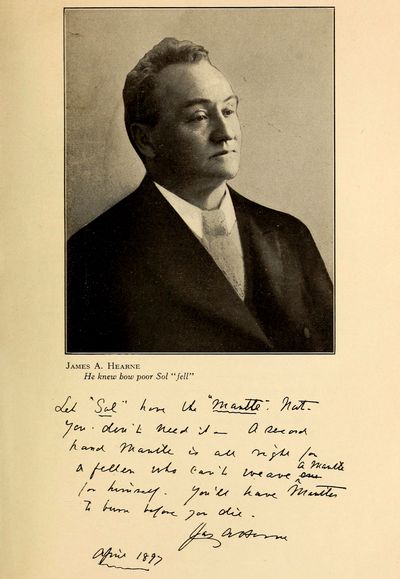 JAMES A. HEARNE
He knew how poor Sol "fell"
Let "Sol" have the "Mantle". Nat-
You don't need it - A second
hand Mantle is all right for
a Mantle
a fellow who can't weave one
for himself. You'll have Mantles
To burn before you die.
Jas A Herne
April 1897